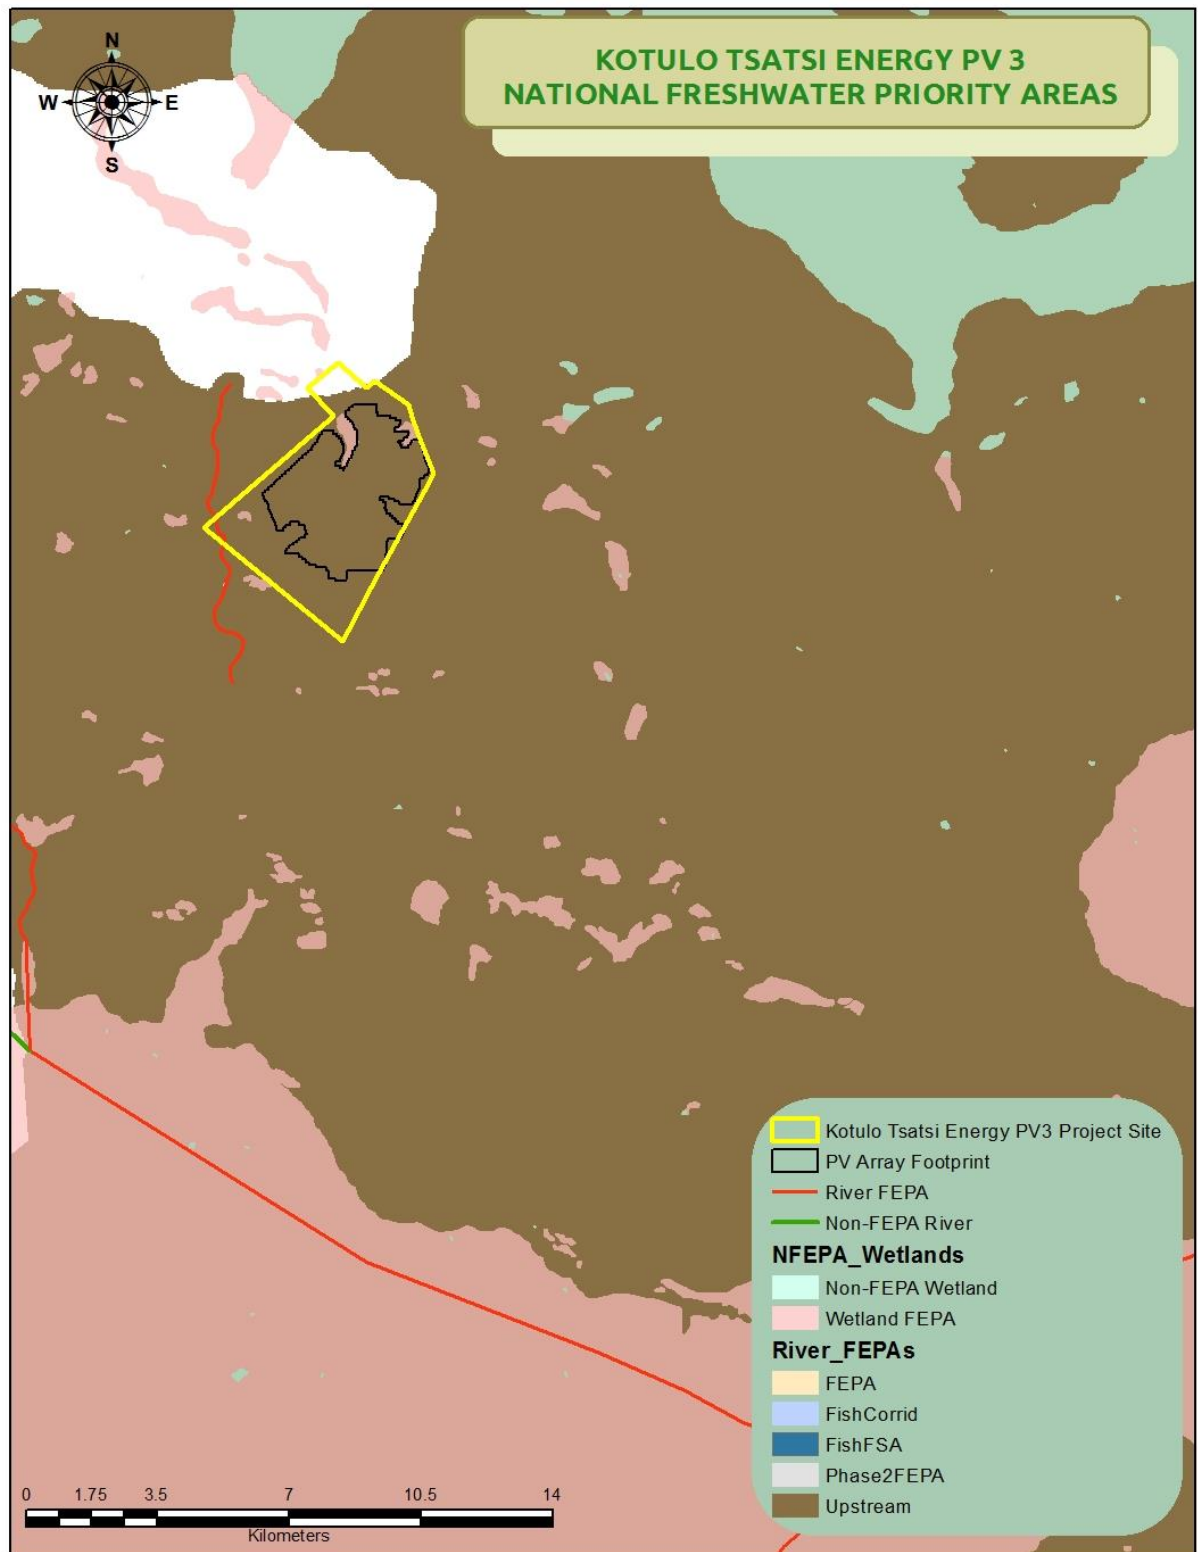 KOTULO TSATSI ENERGY PV 3
NATIONAL FRESHWATER PRIORITY AREAS
N
W E
S
Kotulo Tsatsi Energy PV3 Project Site
PV Array Footprint
River FEPA
Non-FEPA River
NFEPA_Wetlands
Non-FEPA Wetland
Wetland FEPA
River_FEPAs
FEPA
FishCorrid
FishFSA
Phase2FEPA
Upstream
0 1.75 3.5 7 10.5 14
Kilometers